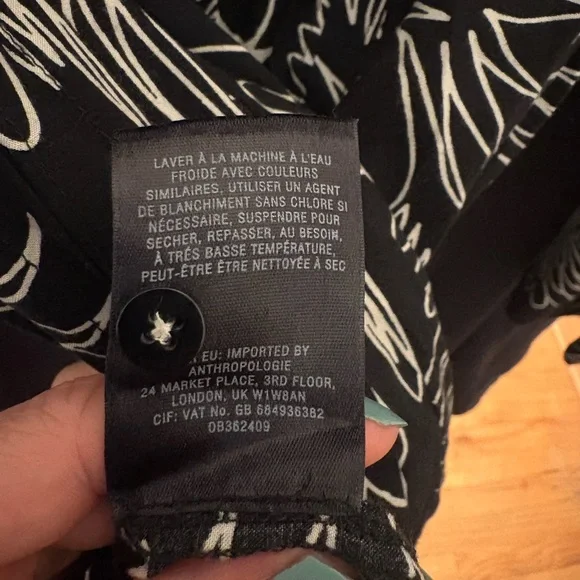 LAVER À LA MACHINE À L'EAU
FROIDE AVEC COULEURS
SIMILAIRES, UTILISER UN AGENT
DE BLANCHIMENT SANS CHLORE SI
NÉCESSAIRE, SUSPENDRE POUR
SECHER, REPASSER, AU BESOIN,
À TRÉS BASSE TEMPÉRATURE,
PEUT-ÊTRE ÊTRE NETTOYÉE À SEC
EU: IMPORTED BY
ANTHROPOLOGIE
24 MARKET PLACE, 3RD FLOOR,
LONDON, UK W1W8AN
CIF: VAT No. GB 684936382
0B362409